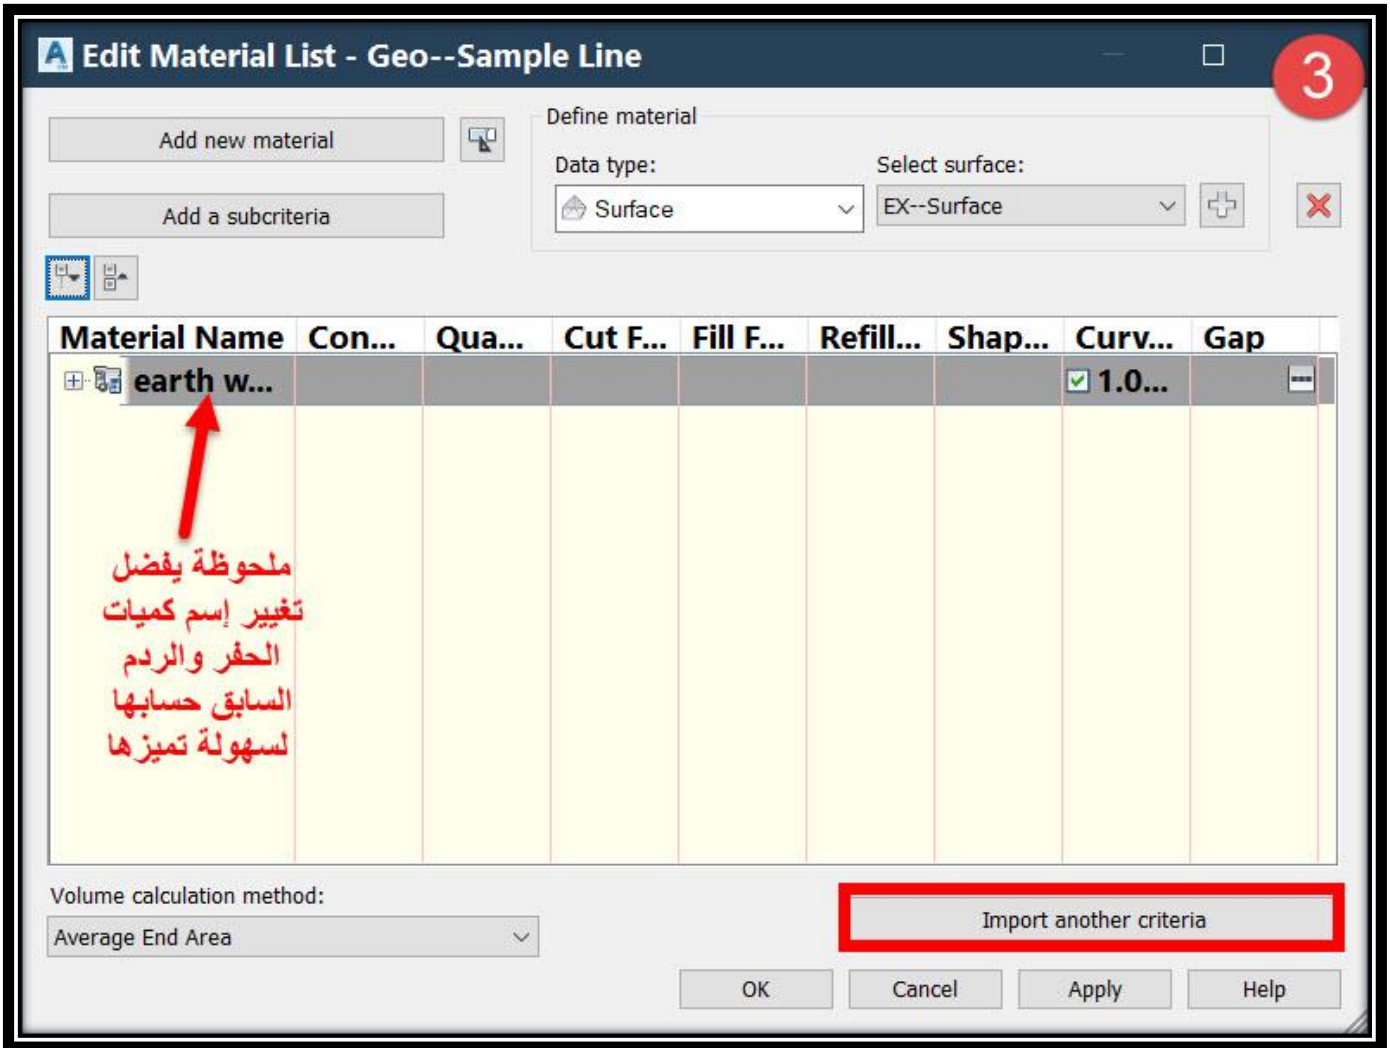 Edit Material List - Geo--Sample Line
3
Add new material
Define material
Data type:
Select surface:
Surface
EX--Surface
Add a subcriteria
Material Name Con... Qua... Cut F... Fill F... Refill... Shap... Curv... Gap
earth w... 1.0...
ملحوظة يفضل
تغيير إسم كميات
الحفر والردم
السابق حسابها
لسهولة تميزها
Volume calculation method:
Average End Area
Import another criteria
OK Cancel Apply Help